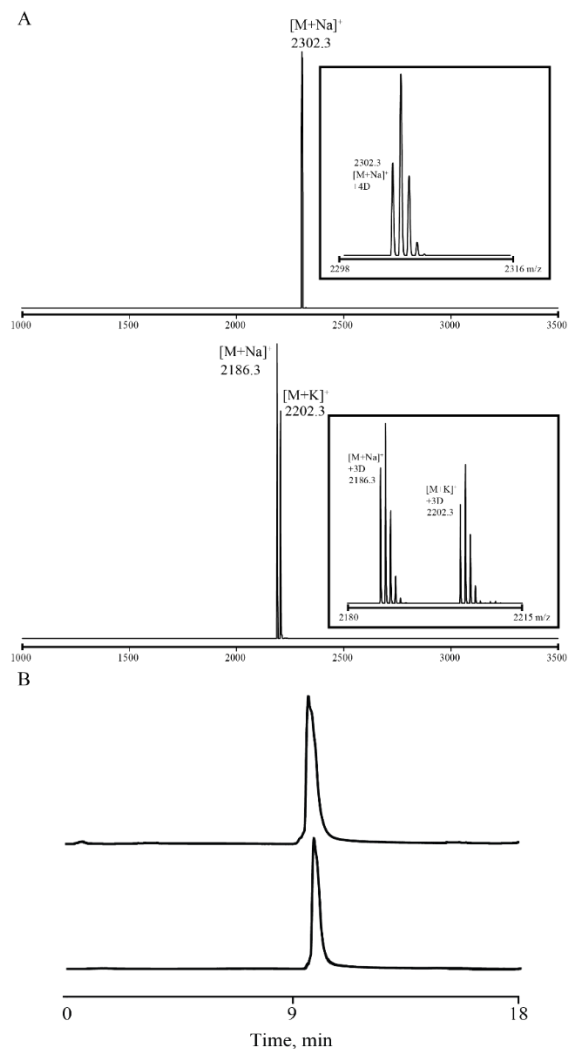 A
[M+Na]+
2302.3
2302.3
[M+Na]+
+4D
2298 2316 m/z
1000 1500 2000 2500 3000 3500
[M+Na]+
2186.3
[M+K]+
2202.3
[M+Na]+
+3D
2186.3
[M+K]+
+3D
2202.3
2180 2215 m/z
1000 1500 2000 2500 3000 3500
B
0 9 18
Time, min